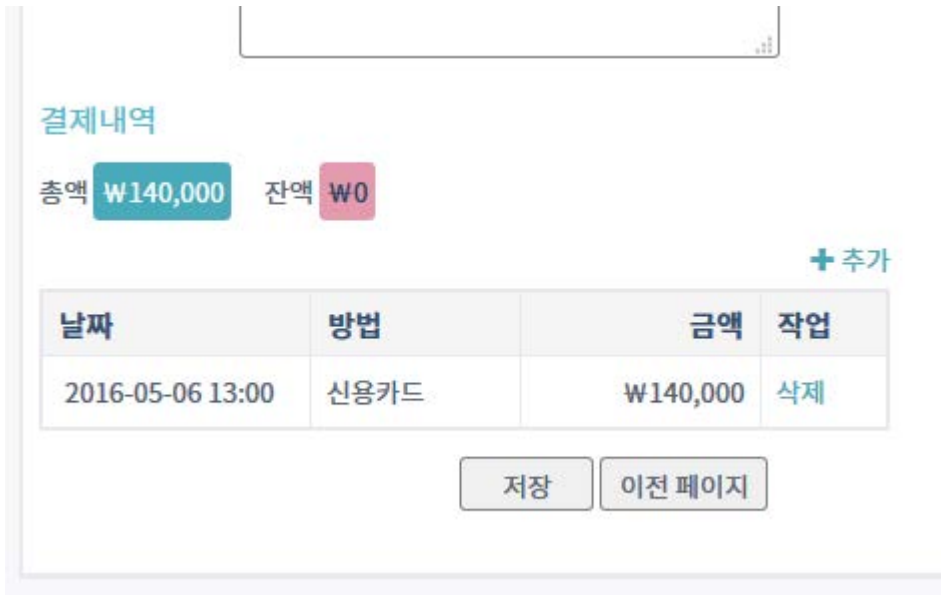 결제내역
총액 ₩140,000 잔액 ₩0
✚ 추가
날짜 방법 금액 작업
2016-05-06 13:00 신용카드 ₩140,000 삭제
저장 이전 페이지